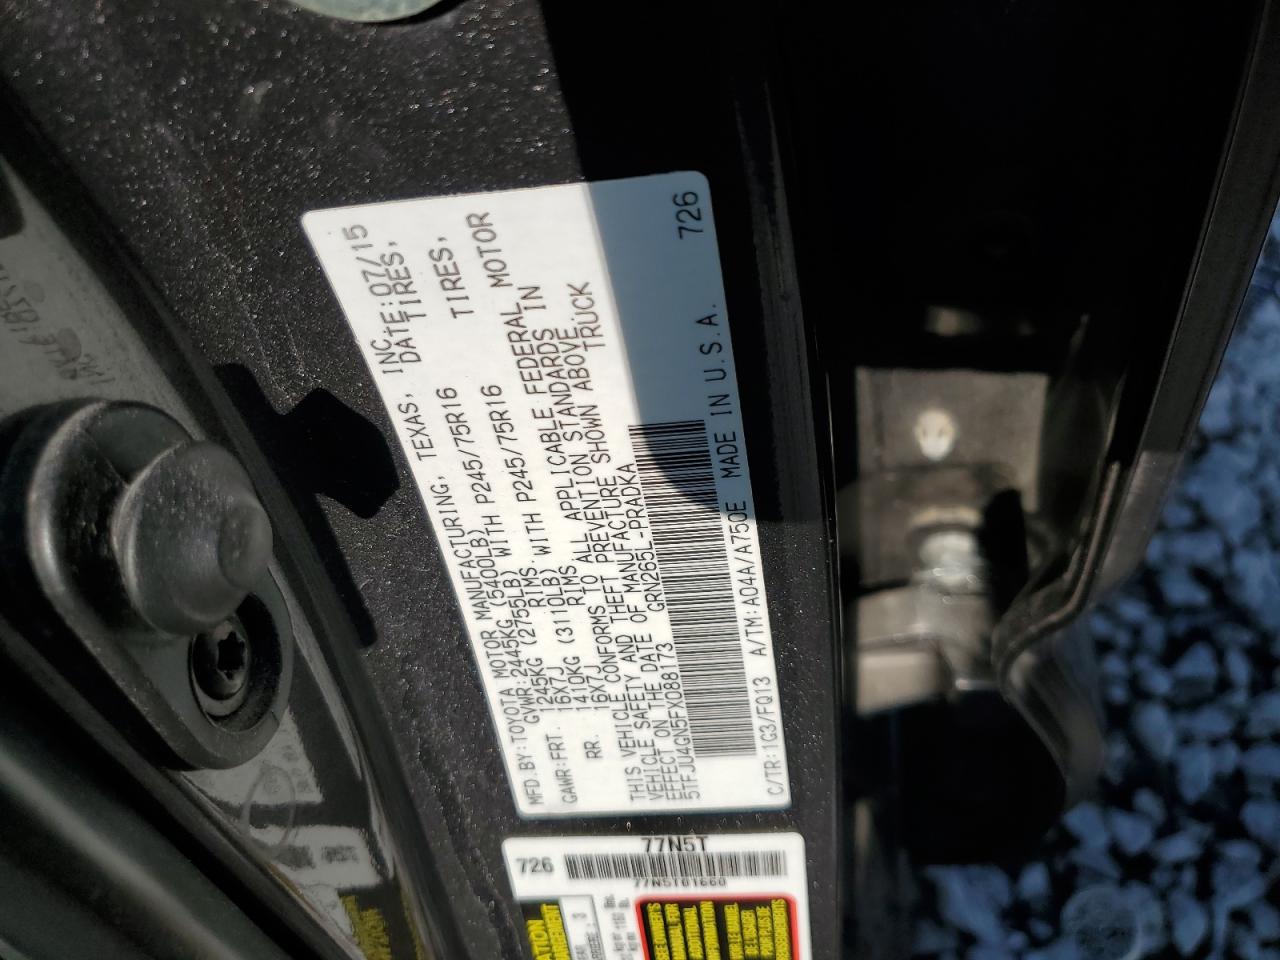 MFD.BY:TOYOTA MOTOR MANUFACTURING, TEXAS, INC.
GVWR:2445KG (5400LB) DATE:07/15
GAWR:FRT. 1245KG (2755LB) WITH P245/75R16 TIRES,
16X7J RIMS
RR. 1410KG (3110LB) WITH P245/75R16 TIRES,
16X7J RIMS
THIS VEHICLE CONFORMS TO ALL APPLICABLE FEDERAL MOTOR
VEHICLE SAFETY AND THEFT PREVENTION STANDARDS IN
EFFECT ON THE DATE OF MANUFACTURE SHOWN ABOVE.
5TFJU4GN5FX088173 GRN265L-PRADKA TRUCK
C/TR:1G3/FQ13 A/TM:A04A/A750E MADE IN U.S.A. 726
77N5T
726
77N5T01660